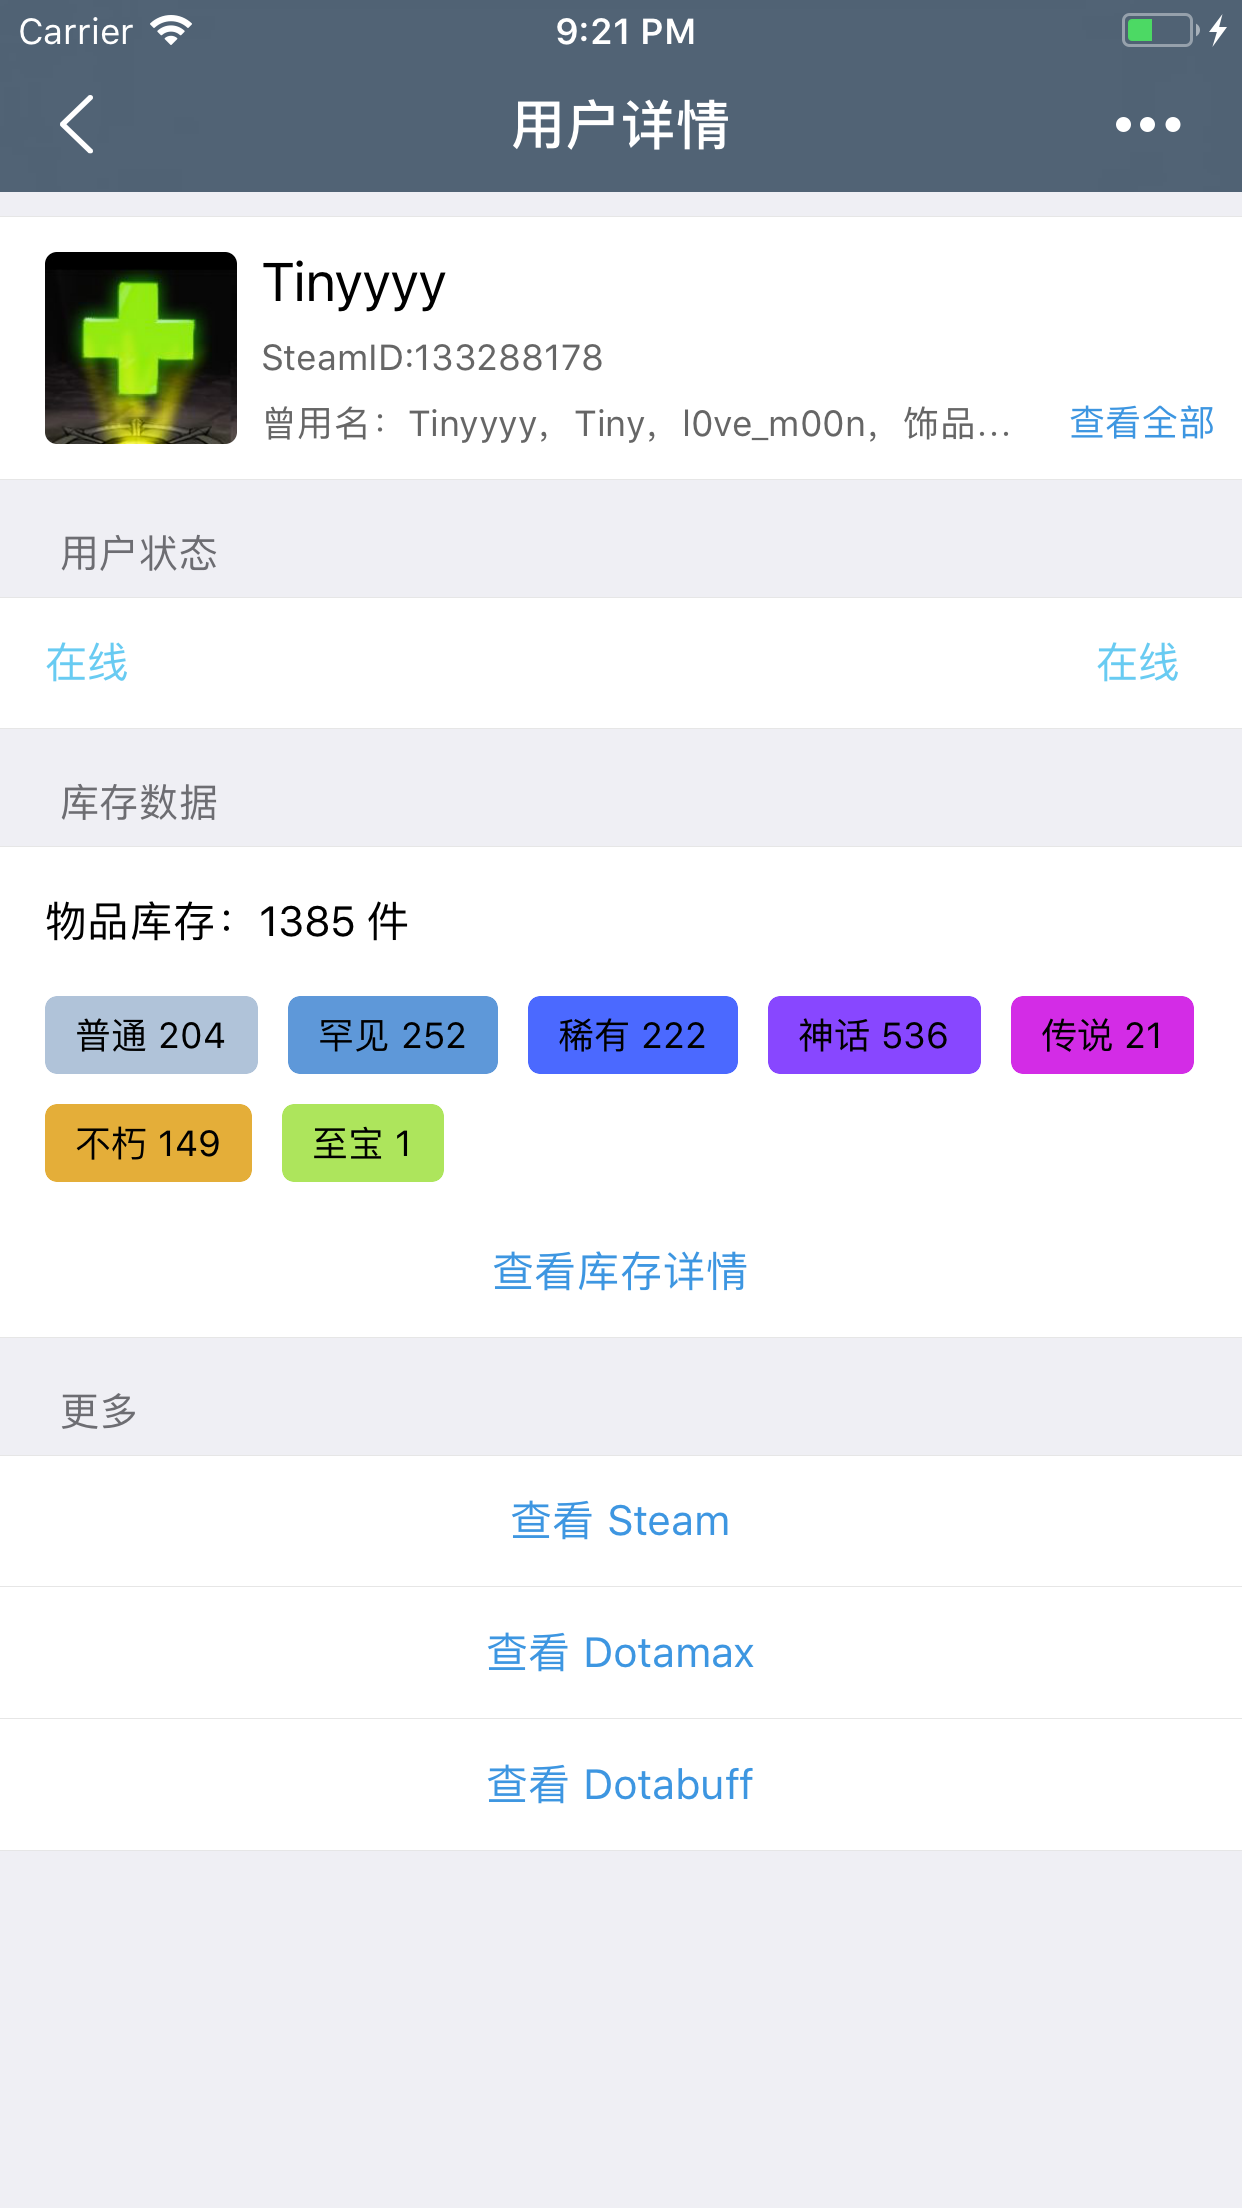 Carrier 9:21 PM
用户详情
Tinyyyy
SteamID:133288178
曾用名：Tinyyyy，Tiny，l0ve_m00n，饰品... 查看全部
用户状态
在线 在线
库存数据
物品库存：1385 件
普通 204 罕见 252 稀有 222 神话 536 传说 21
不朽 149 至宝 1
查看库存详情
更多
查看 Steam
查看 Dotamax
查看 Dotabuff